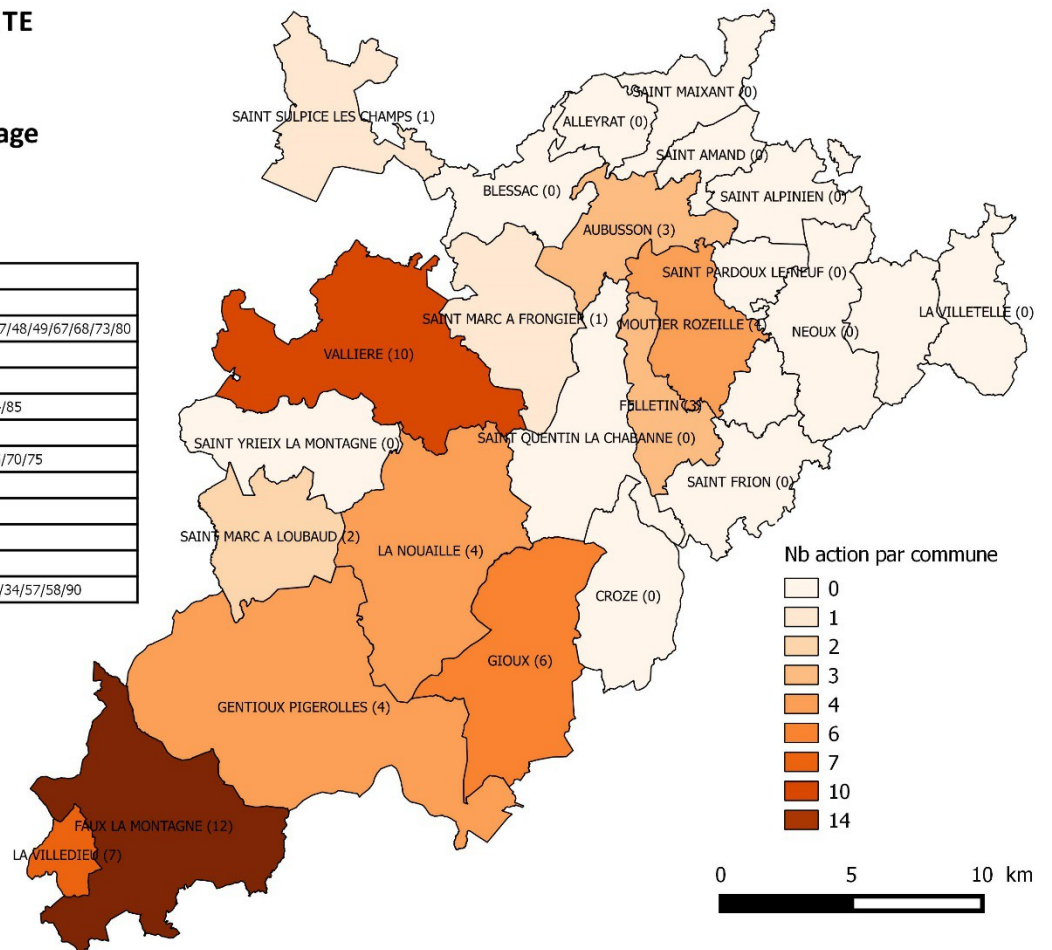 TE
age
7/48/49/67/68/73/80
/85
/70/75
/34/57/58/90
SAINT MAIXANT (0)
SAINT SULPICE LES CHAMPS (1)
ALLEYRAT (0)
SAINT AMAND (0)
BLESSAC (0)
SAINT ALPINIEN (0)
AUBUSSON (3)
SAINT PARDOUX LE NEUF (0)
LA VILLETELLE (0)
SAINT MARC A FRONGIER (1)
MOUTIER ROZEILLE (4)
NEOUX (0)
VALLIERE (10)
FELLETIN (3)
SAINT YRIEIX LA MONTAGNE (0)
SAINT QUENTIN LA CHABANNE (0)
SAINT FRION (0)
SAINT MARC A LOUBAUD (2)
LA NOUAILLE (4)
CROZE (0)
GIOUX (6)
GENTIOUX PIGEROLLES (4)
FAUX LA MONTAGNE (12)
LA VILLEDIEU (7)
Nb action par commune
0
1
2
3
4
6
7
10
14
0 5 10 km